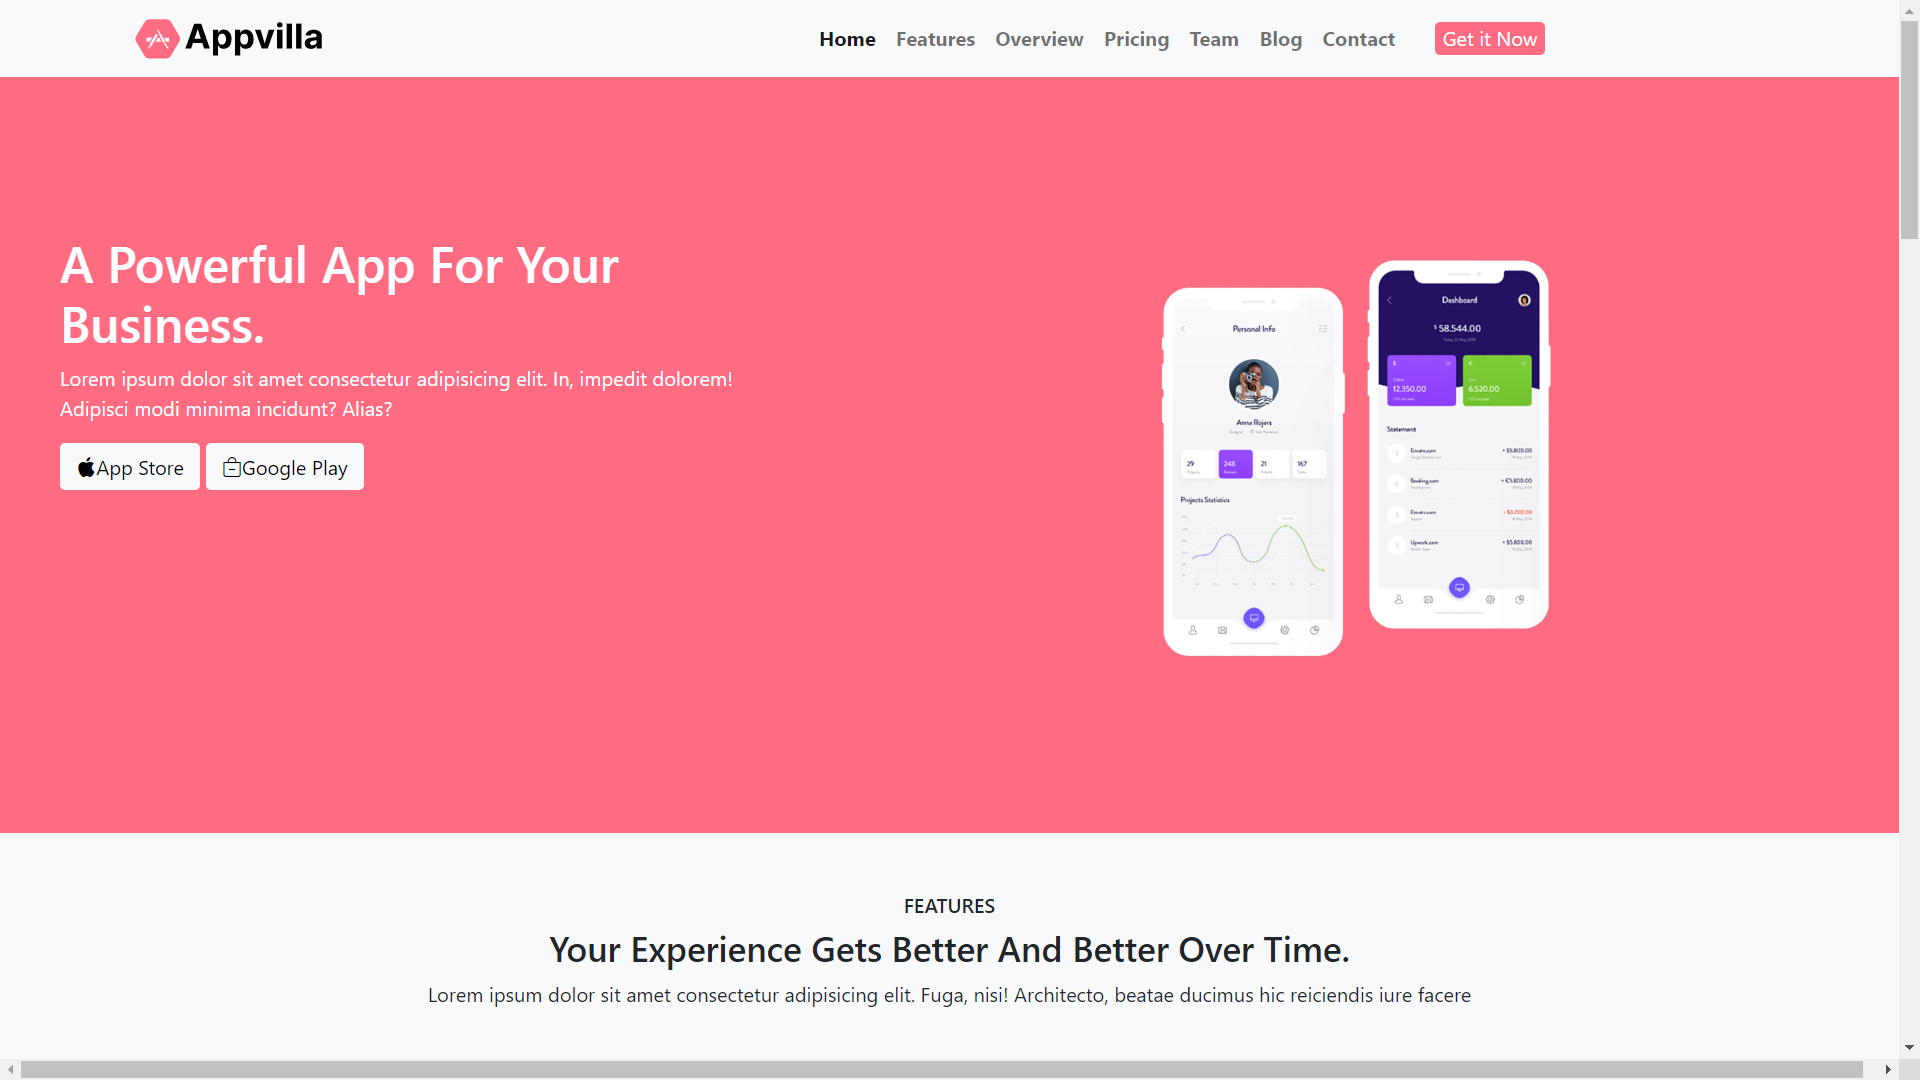 Appvilla
Home Features Overview Pricing Team Blog Contact Get it Now
A Powerful App For Your
Business.
Lorem ipsum dolor sit amet consectetur adipisicing elit. In, impedit dolorem!
Adipisci modi minima incidunt? Alias?
App Store Google Play
Personal Info
Anna Rojers
29 248 21 167
Projects Statistics
Dashboard
$ 58.544.00
12.350.00 6.520.00
Statement
Envato.com + $5.800.00
Booking.com + €5.800.00
Envato.com - $3.700.00
Upwork.com + $5.800.00
FEATURES
Your Experience Gets Better And Better Over Time.
Lorem ipsum dolor sit amet consectetur adipisicing elit. Fuga, nisi! Architecto, beatae ducimus hic reiciendis iure facere